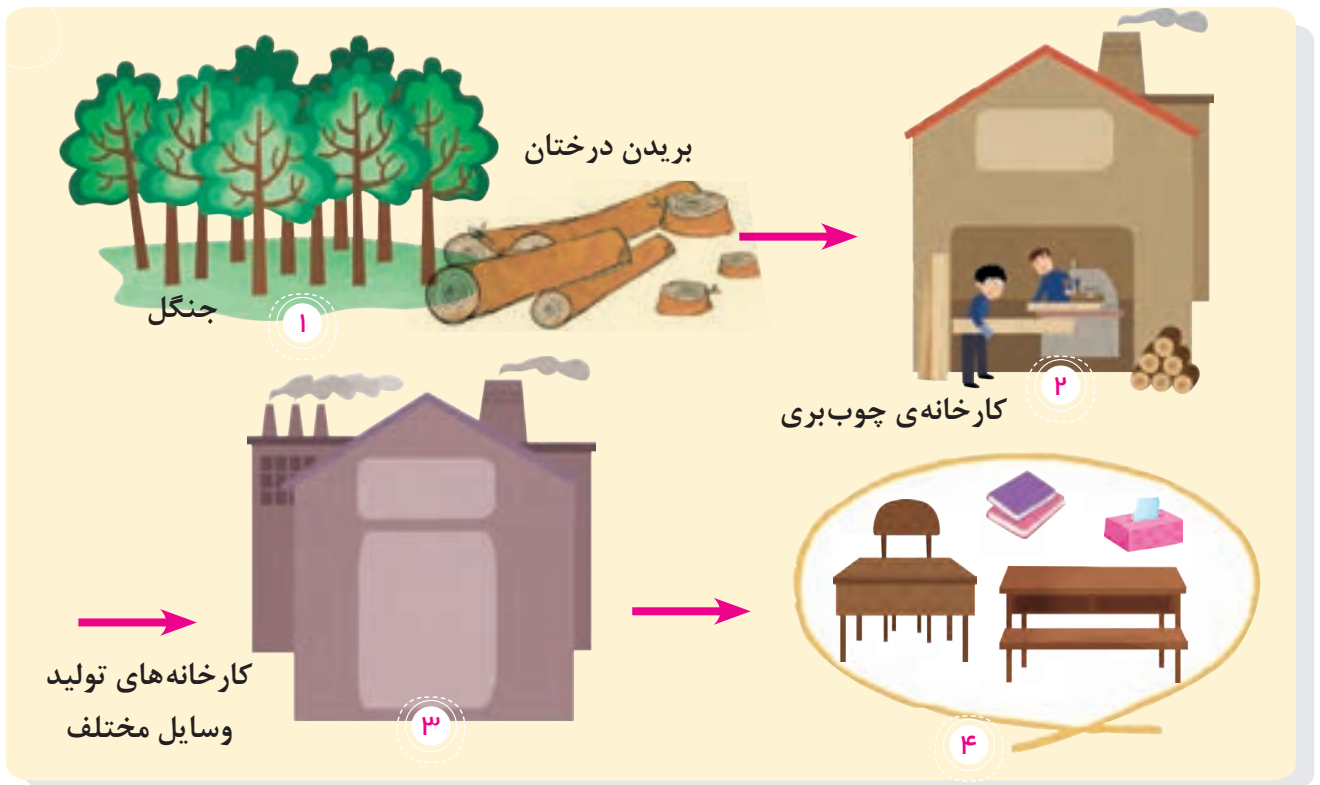 بریدن درختان
جنگل
۱
۲
کارخانه‌ی چوب‌بری
کارخانه‌های تولید
وسایل مختلف
۳
۴